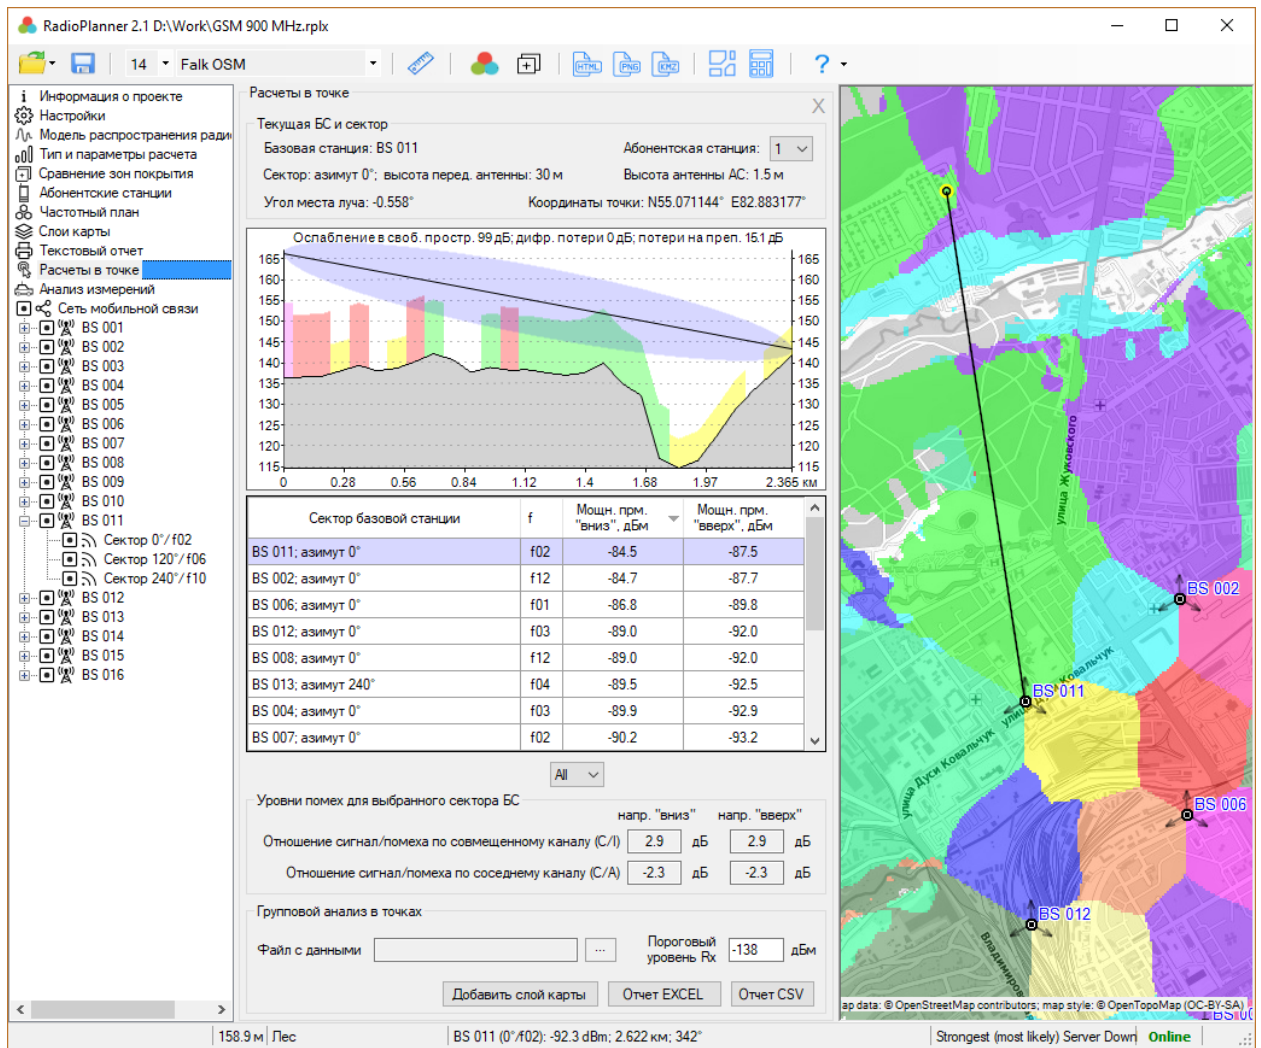 RadioPlanner 2.1 D:\Work\GSM 900 MHz.rplx
14 Falk OSM HTML PNG KMZ ?
Информация о проекте
Настройки
Модель распространения ради
Тип и параметры расчета
Сравнение зон покрытия
Абонентские станции
Частотный план
Слои карты
Текстовый отчет
Расчеты в точке
Анализ измерений
Сеть мобильной связи
BS 001
BS 002
BS 003
BS 004
BS 005
BS 006
BS 007
BS 008
BS 009
BS 010
BS 011
Сектор 0°/f02
Сектор 120°/f06
Сектор 240°/f10
BS 012
BS 013
BS 014
BS 015
BS 016
Расчеты в точке
X
Текущая БС и сектор
Базовая станция: BS 011 Абонентская станция: 1
Сектор: азимут 0°; высота перед. антенны: 30 м Высота антенны АС: 1.5 м
Угол места луча: -0.558° Координаты точки: N55.071144° E82.883177°
Ослабление в своб. простр. 99 дБ; дифр. потери 0 дБ; потери на преп. 15.1 дБ
165 165
160 160
155 155
150 150
145 145
140 140
135 135
130 130
125 125
120 120
115 115
0 0.28 0.56 0.84 1.12 1.4 1.68 1.97 2.365 км
Сектор базовой станции f Мощн. прм. "вниз", дБм Мощн. прм. "вверх", дБм
BS 011; азимут 0° f02 -84.5 -87.5
BS 002; азимут 0° f12 -84.7 -87.7
BS 006; азимут 0° f01 -86.8 -89.8
BS 012; азимут 0° f03 -89.0 -92.0
BS 008; азимут 0° f12 -89.0 -92.0
BS 013; азимут 240° f04 -89.5 -92.5
BS 004; азимут 0° f03 -89.9 -92.9
BS 007; азимут 0° f02 -90.2 -93.2
All
Уровни помех для выбранного сектора БС
напр. "вниз" напр. "вверх"
Отношение сигнал/помеха по совмещенному каналу (C/I) 2.9 дБ 2.9 дБ
Отношение сигнал/помеха по соседнему каналу (C/A) -2.3 дБ -2.3 дБ
Групповой анализ в точках
Файл с данными ... Пороговый уровень Rx -138 дБм
Добавить слой карты Отчет EXCEL Отчет CSV
улица Жуковского
BS 002
BS 011
улица Дуси Ковальчук
BS 006
BS 012
ap data: © OpenStreetMap contributors; map style: © OpenTopoMap (CC-BY-SA)
158.9 м Лес BS 011 (0°/f02): -92.3 dBm; 2.622 км; 342° Strongest (most likely) Server Down Online